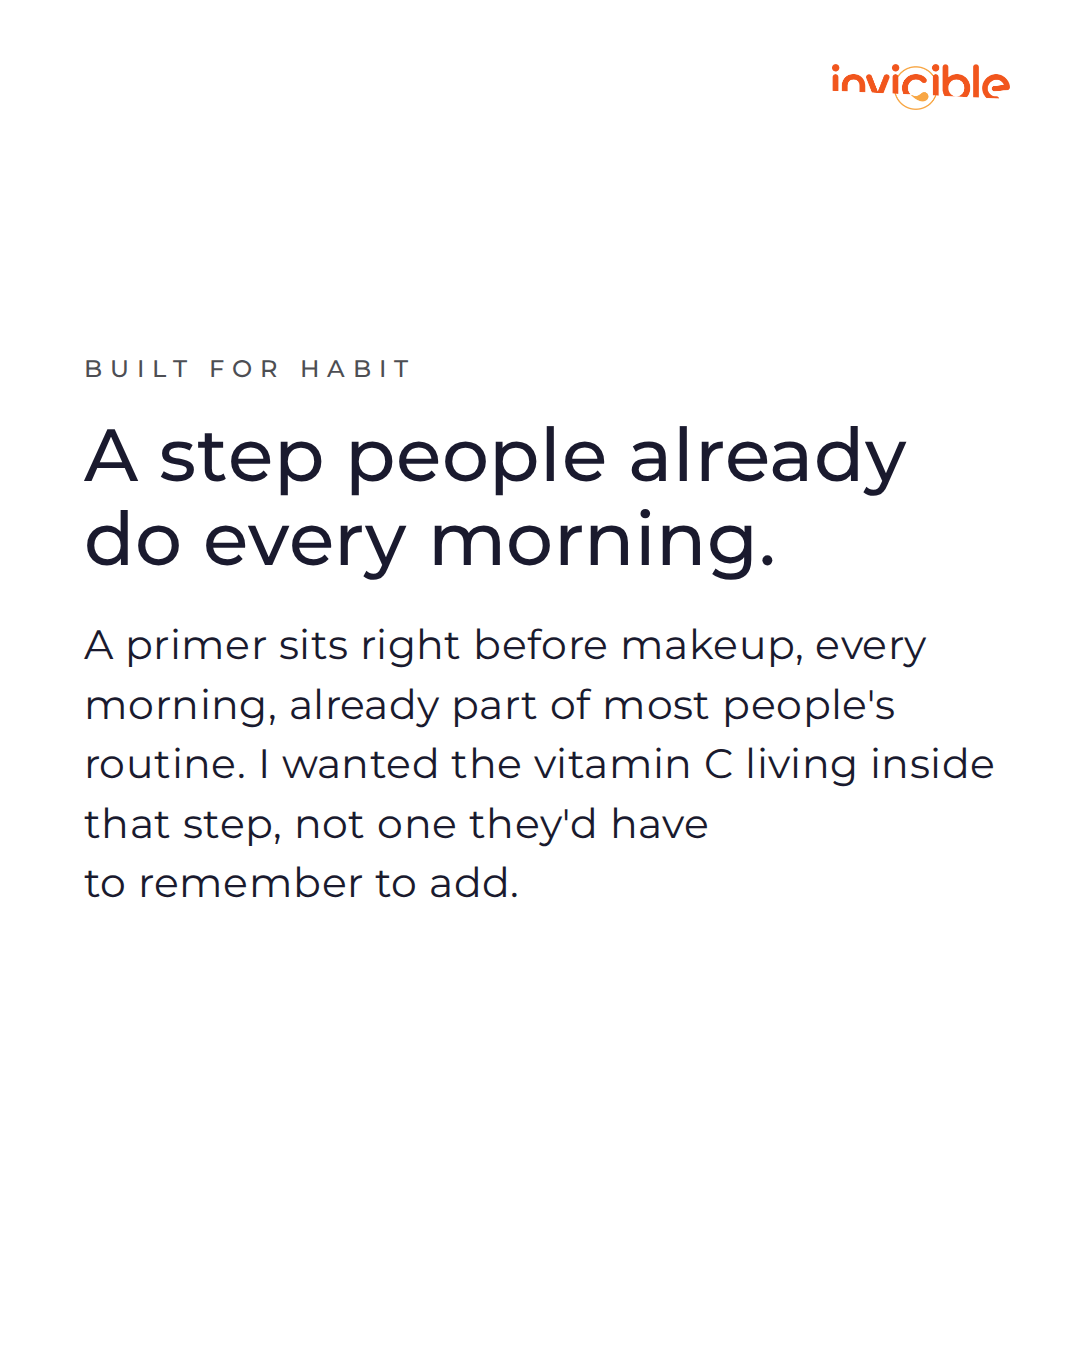 invicible
BUILT FOR HABIT
A step people already
do every morning.
A primer sits right before makeup, every
morning, already part of most people's
routine. I wanted the vitamin C living inside
that step, not one they'd have
to remember to add.